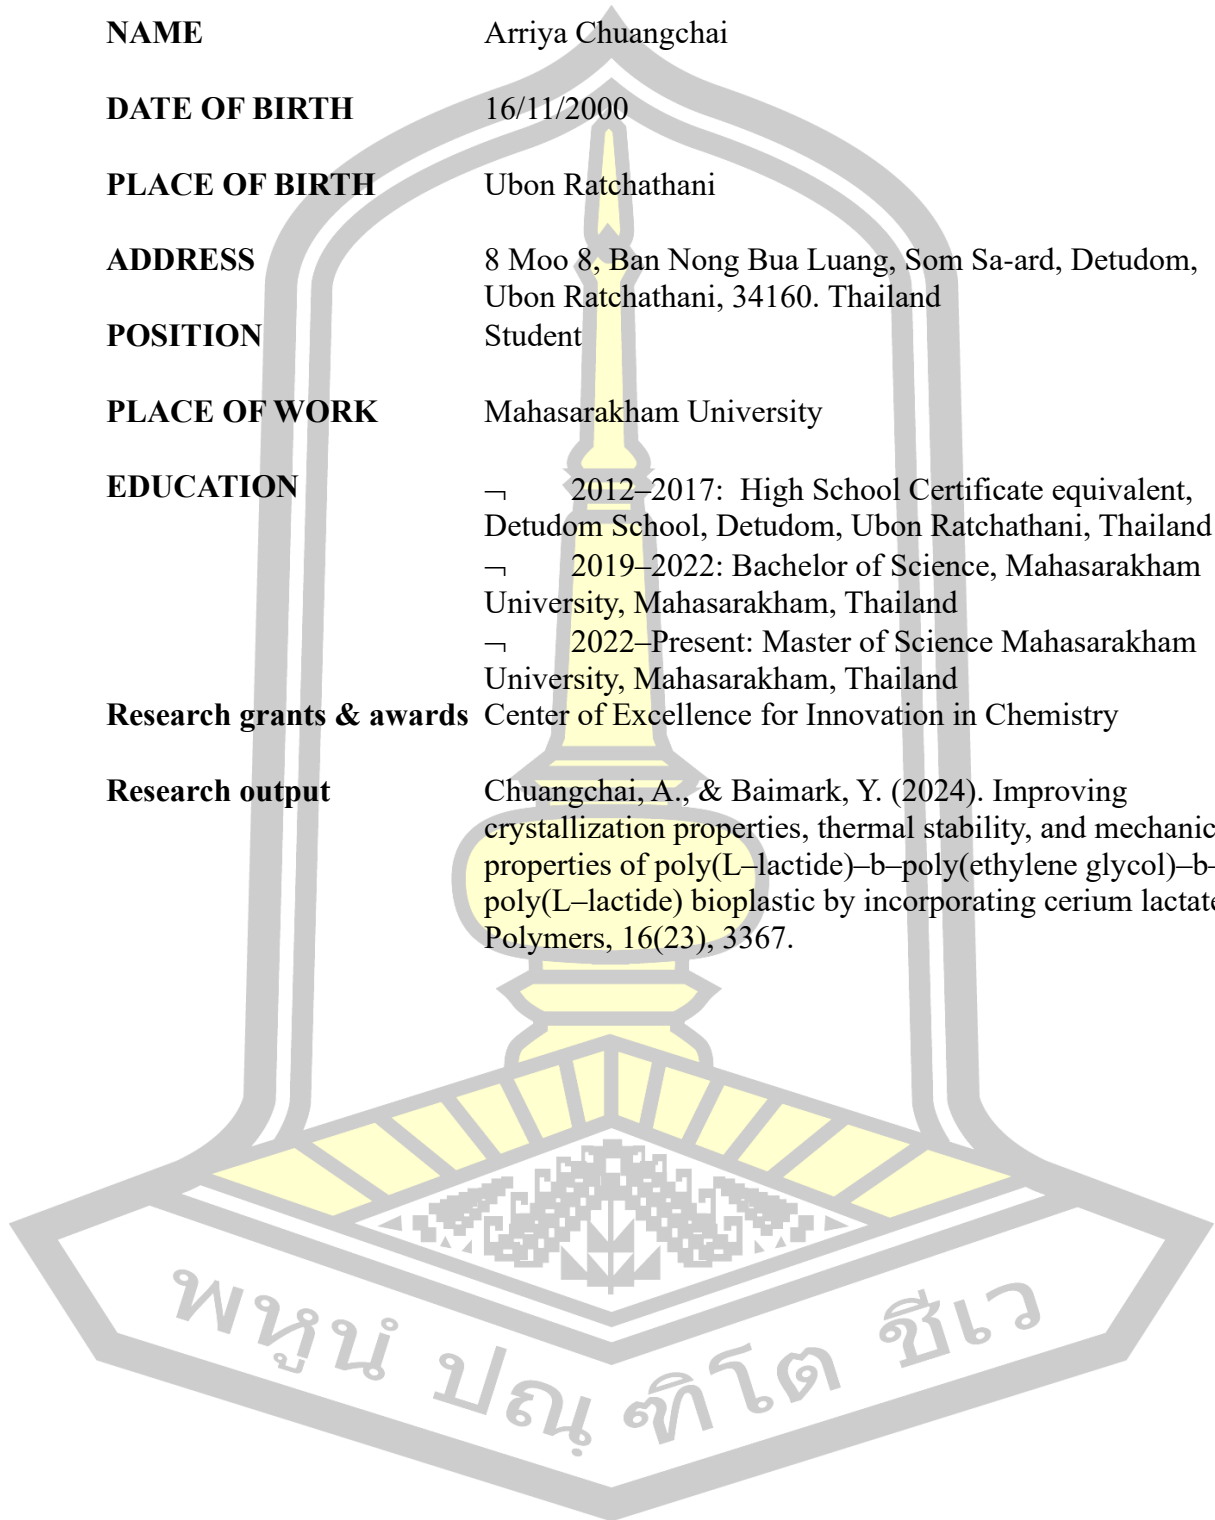 NAME Arriya Chuangchai
DATE OF BIRTH 16/11/2000
PLACE OF BIRTH Ubon Ratchathani
ADDRESS 8 Moo 8, Ban Nong Bua Luang, Som Sa-ard, Detudom,
Ubon Ratchathani, 34160. Thailand
POSITION Student
PLACE OF WORK Mahasarakham University
EDUCATION ¬ 2012–2017: High School Certificate equivalent,
Detudom School, Detudom, Ubon Ratchathani, Thailand
¬ 2019–2022: Bachelor of Science, Mahasarakham
University, Mahasarakham, Thailand
¬ 2022–Present: Master of Science Mahasarakham
University, Mahasarakham, Thailand
Research grants & awards Center of Excellence for Innovation in Chemistry
Research output Chuangchai, A., & Baimark, Y. (2024). Improving
crystallization properties, thermal stability, and mechanic
properties of poly(L–lactide)–b–poly(ethylene glycol)–b–
poly(L–lactide) bioplastic by incorporating cerium lactate
Polymers, 16(23), 3367.
พหูนํ ปณฺฑิโต ชีเว